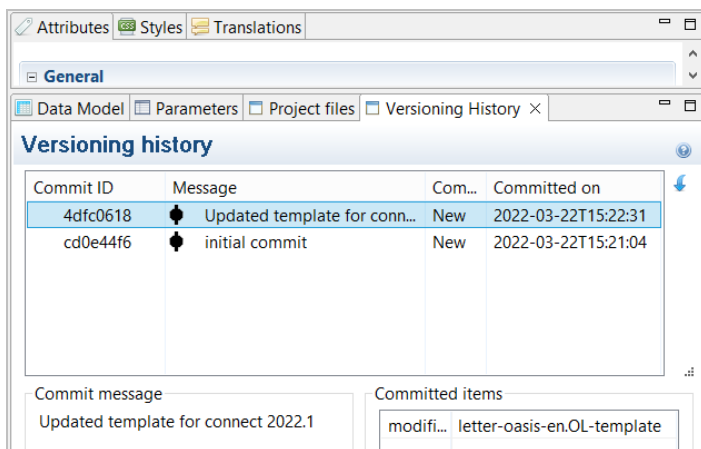 Attributes Styles Translations
General
Data Model Parameters Project files Versioning History
Versioning history
Commit ID Message Com... Committed on
4dfc0618 Updated template for conn... New 2022-03-22T15:22:31
cd0e44f6 initial commit New 2022-03-22T15:21:04
Commit message Committed items
Updated template for connect 2022.1 modifi... letter-oasis-en.OL-template